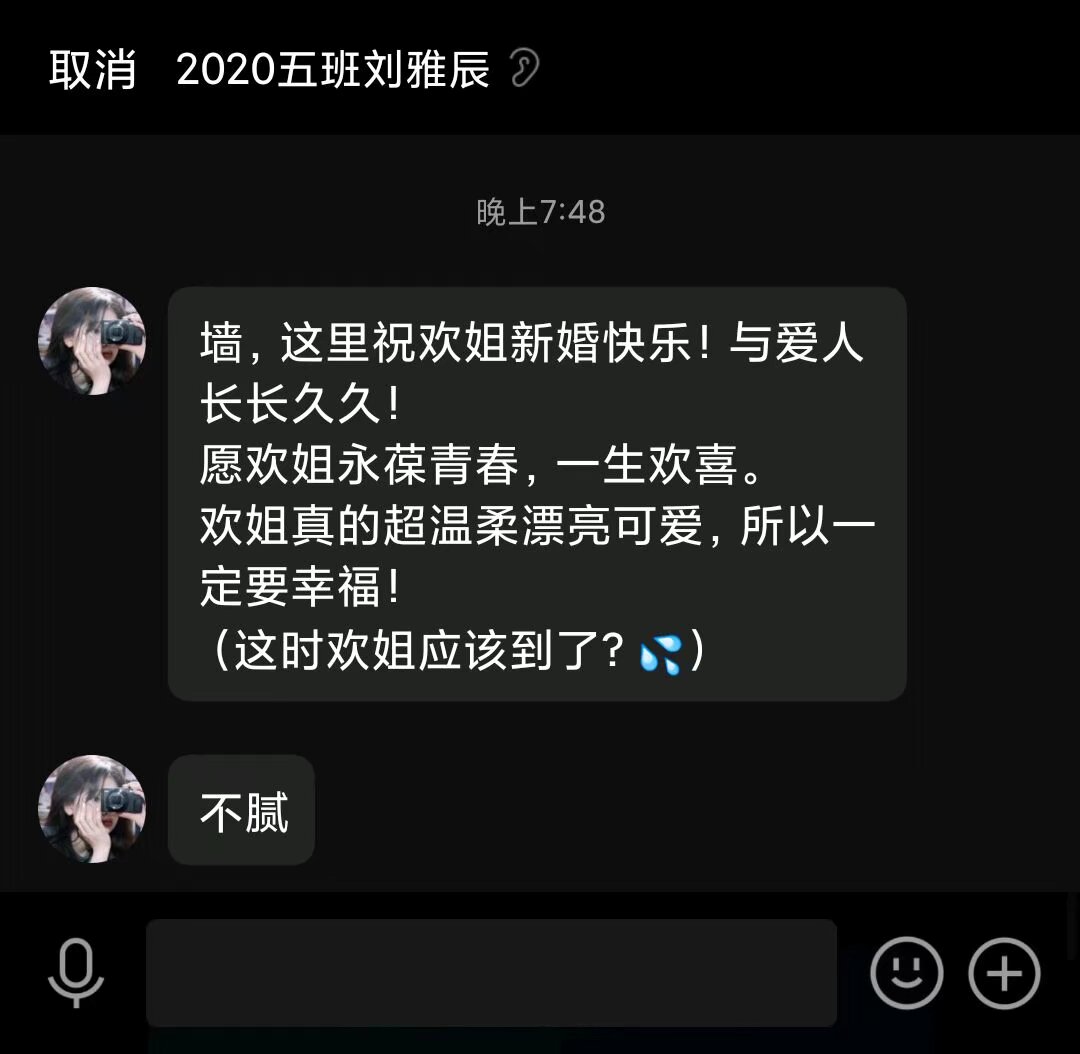 取消 2020五班刘雅辰
晚上7:48
墙，这里祝欢姐新婚快乐！与爱人
长长久久！
愿欢姐永葆青春，一生欢喜。
欢姐真的超温柔漂亮可爱，所以一
定要幸福！
（这时欢姐应该到了？💦）
不腻